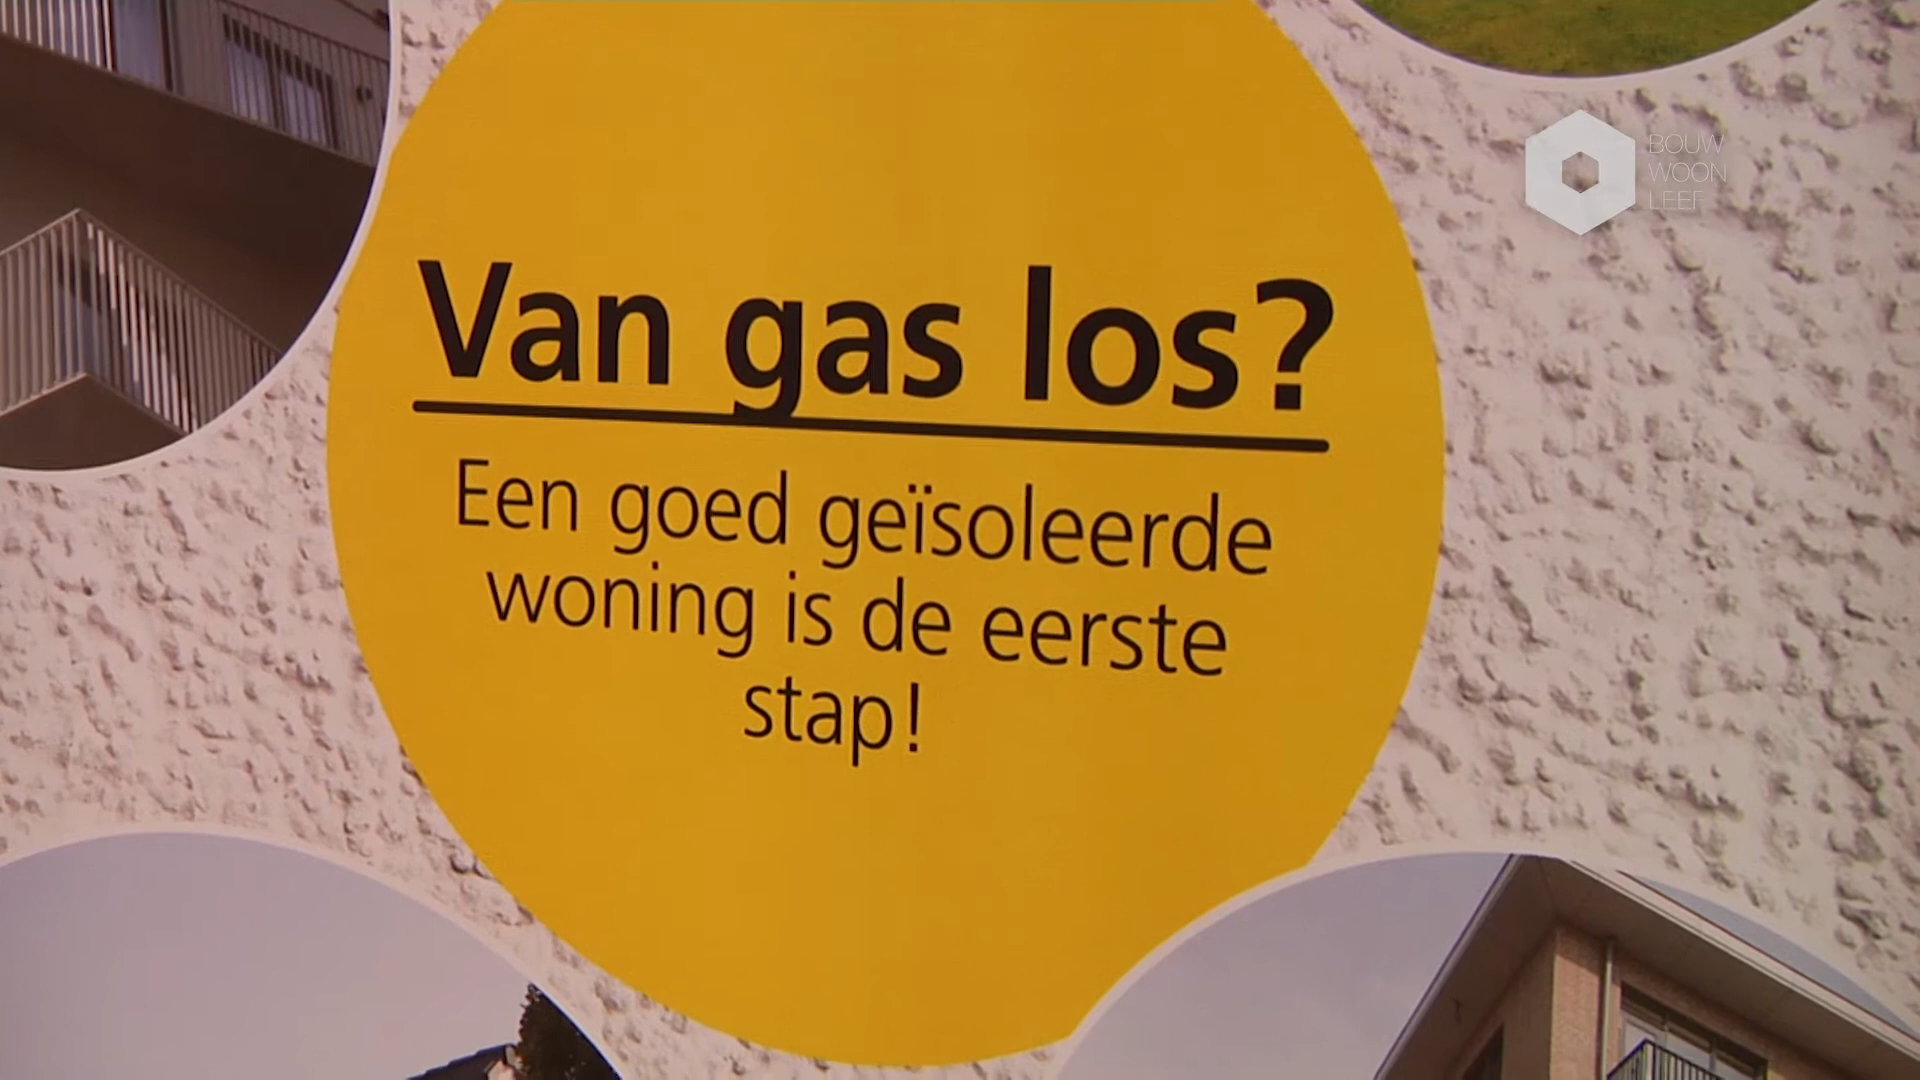 BOUW
WOON
LEEF
Van gas los?
Een goed geïsoleerde
woning is de eerste
stap!